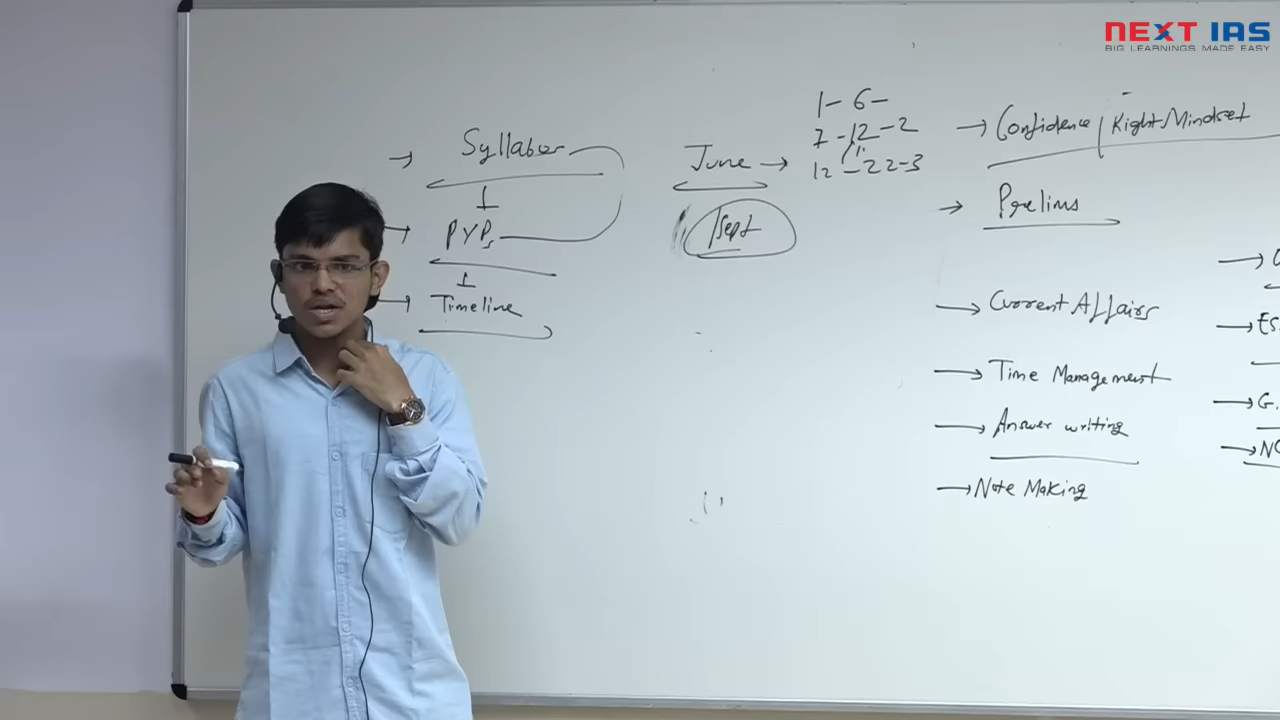 NEXT IAS
BIG LEARNINGS MADE EASY
→ Syllabus
→ PYPs
→ Timeline
June →
Sept
1 - 6 -
7 - 12 - 2
12 - 22 - 3
→ Confidence / Right Mindset
→ Prelims
→ Current Affairs
→ Time Management
→ Answer writing
→ Note Making
→ Es
→ G.